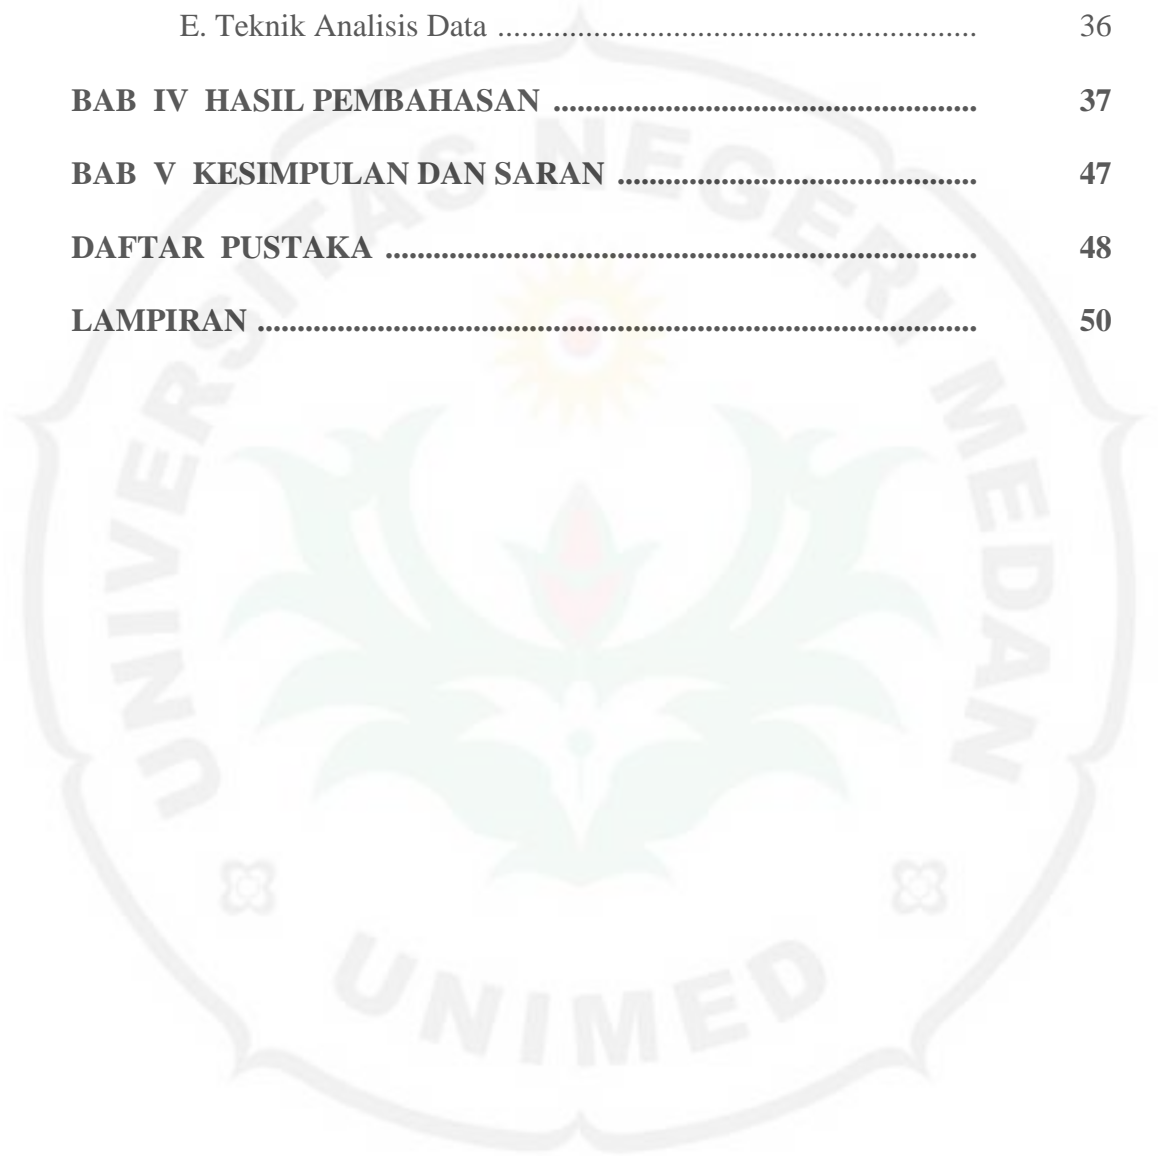 E. Teknik Analisis Data ............................................................ 36
BAB IV HASIL PEMBAHASAN ..................................................... 37
BAB V KESIMPULAN DAN SARAN ............................................. 47
DAFTAR PUSTAKA .......................................................................... 48
LAMPIRAN .......................................................................................... 50
UNIVERSITAS NEGERI MEDAN
UNIMED